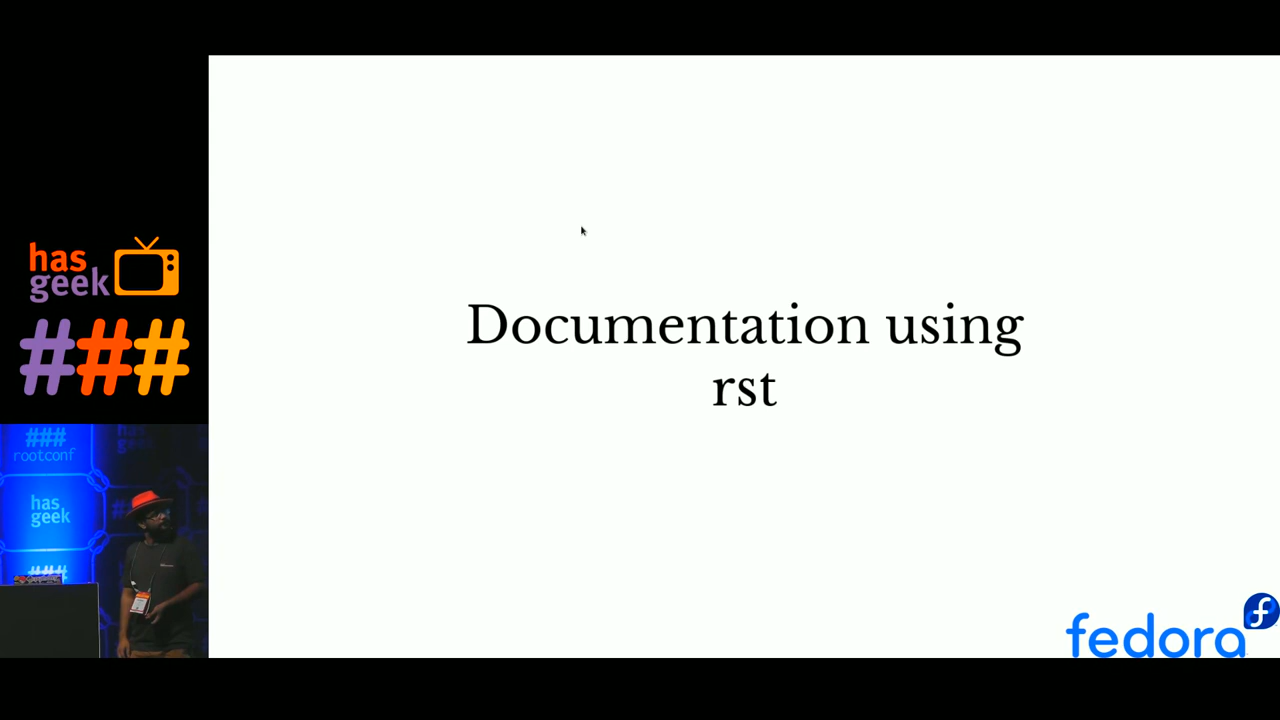 has
geek
###
###
rootconf
has
geek
###
Documentation using
rst
fedora